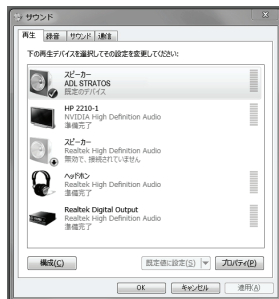 サウンド
再生 録音 サウンド 通信
下の再生デバイスを選択してその設定を変更してください:
スピーカー
ADL STRATOS
既定のデバイス
HP 2210-1
NVIDIA High Definition Audio
準備完了
スピーカー
Realtek High Definition Audio
無効で、接続されていません
ヘッドホン
Realtek High Definition Audio
準備完了
Realtek Digital Output
Realtek High Definition Audio
準備完了
構成(C) 既定値に設定(S) プロパティ(P)
OK キャンセル 適用(A)